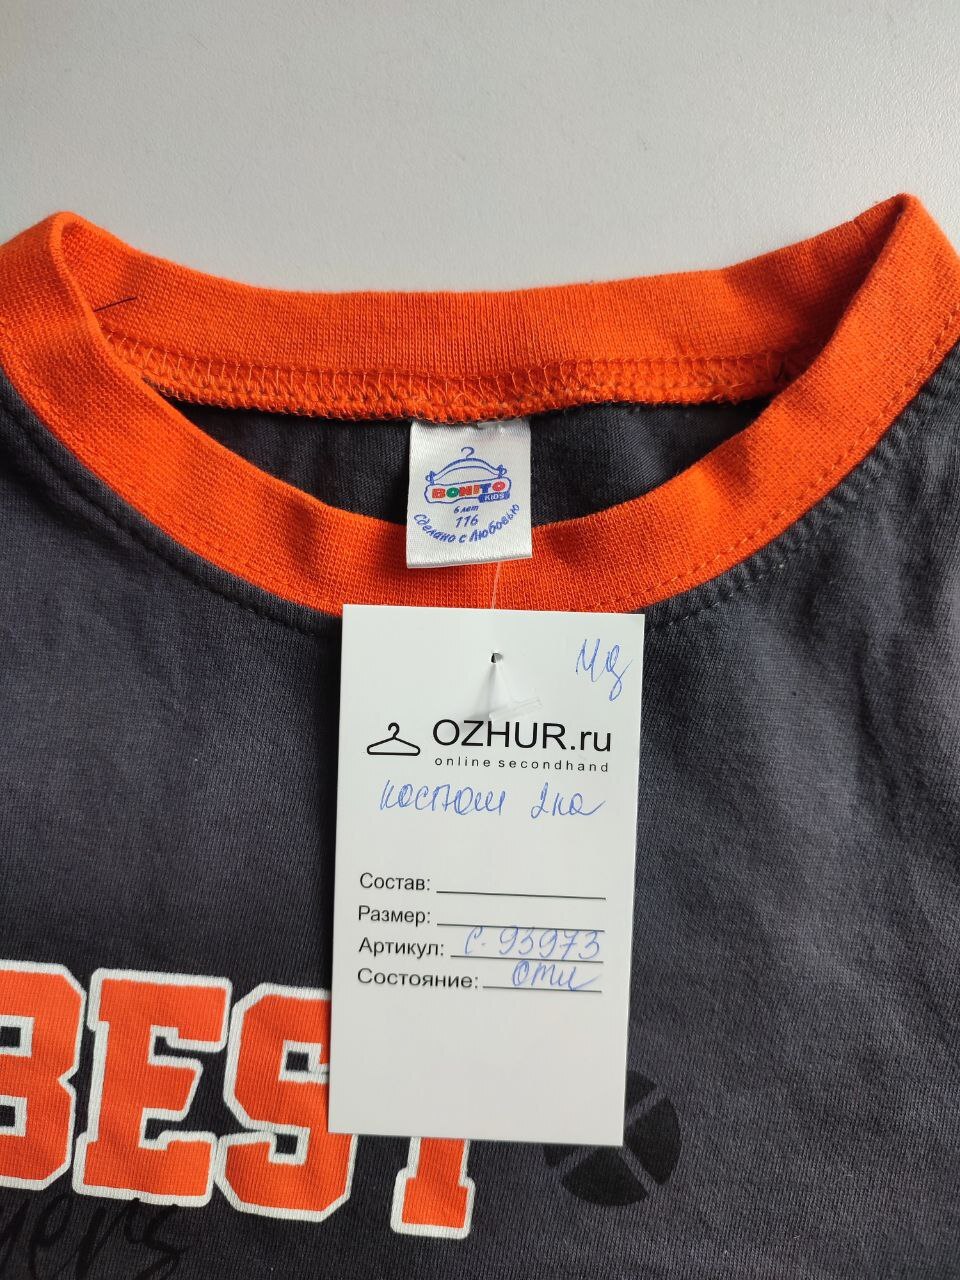 BONITO
KIDS
6 лет
116
Сделано с Любовью
OZHUR.ru
online secondhand
костюм
Состав:
Размер:
Артикул: С-93973
Состояние: отл
BEST
yers